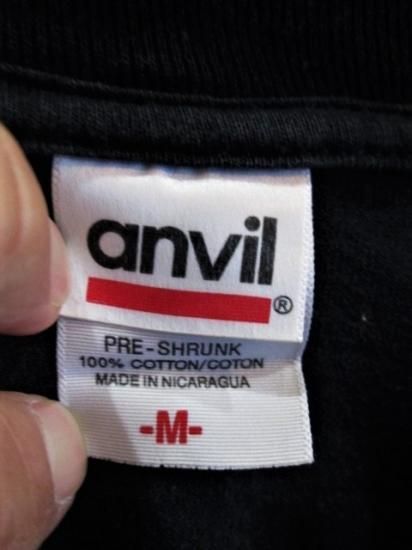 anvil
®
PRE-SHRUNK
100% COTTON/COTON
MADE IN NICARAGUA
-M-